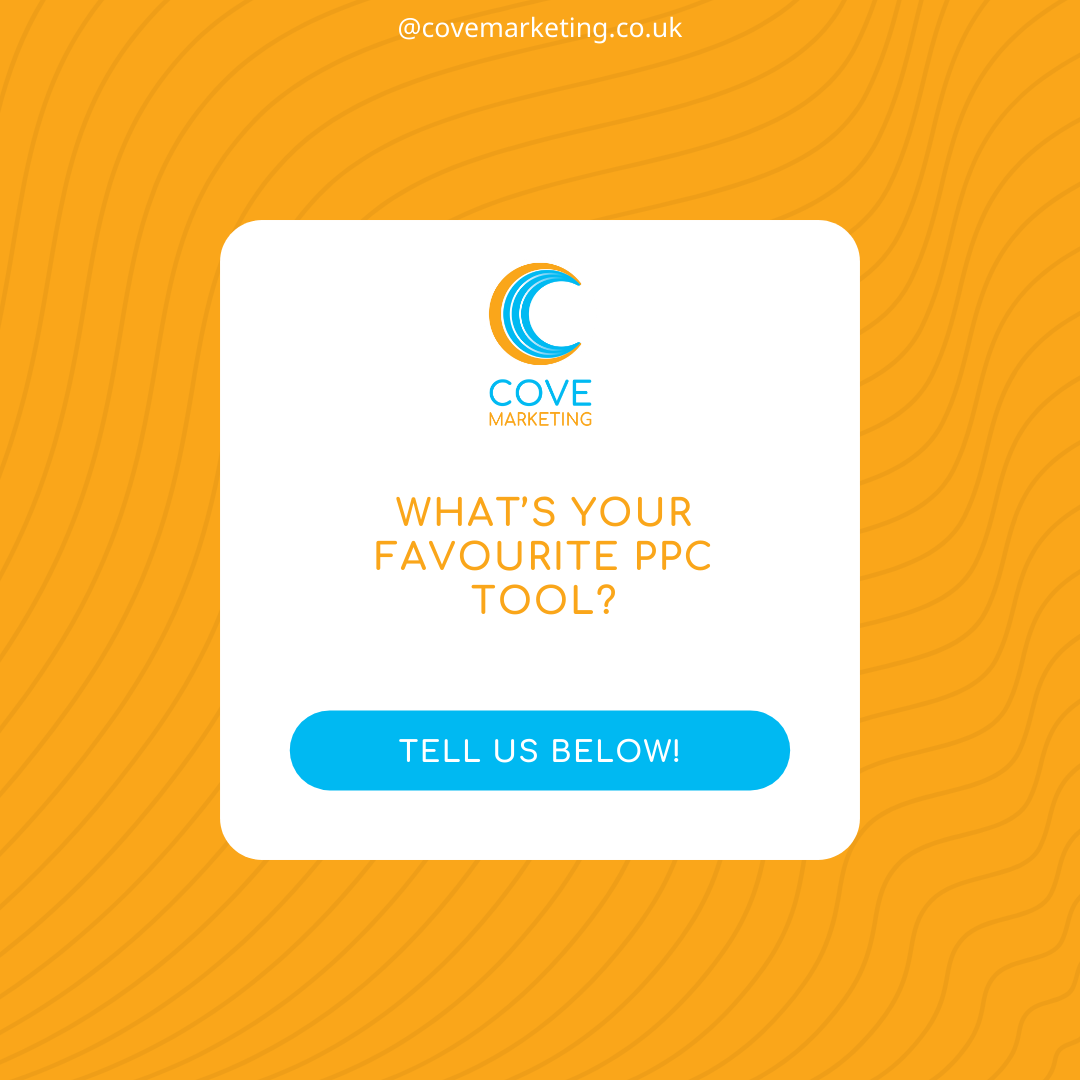 @covemarketing.co.uk
COVE
MARKETING
WHAT’S YOUR
FAVOURITE PPC
TOOL?
TELL US BELOW!